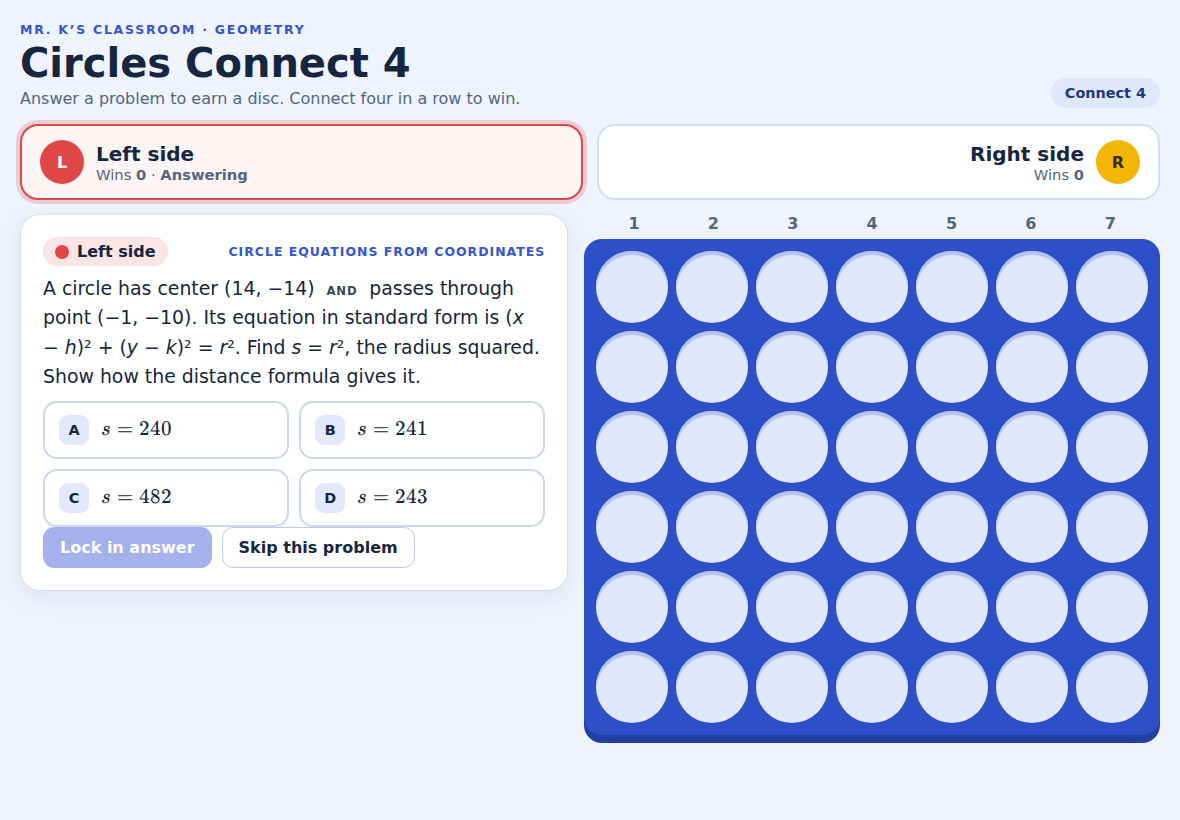 MR. K’S CLASSROOM · GEOMETRY
Circles Connect 4
Answer a problem to earn a disc. Connect four in a row to win.
Connect 4
L
Left side
Wins 0 · Answering
Right side
Wins 0
R
Left side
CIRCLE EQUATIONS FROM COORDINATES
A circle has center (14, −14) AND passes through
point (−1, −10). Its equation in standard form is (x
− h)² + (y − k)² = r². Find s = r², the radius squared.
Show how the distance formula gives it.
A s = 240
B s = 241
C s = 482
D s = 243
Lock in answer
Skip this problem
1 2 3 4 5 6 7